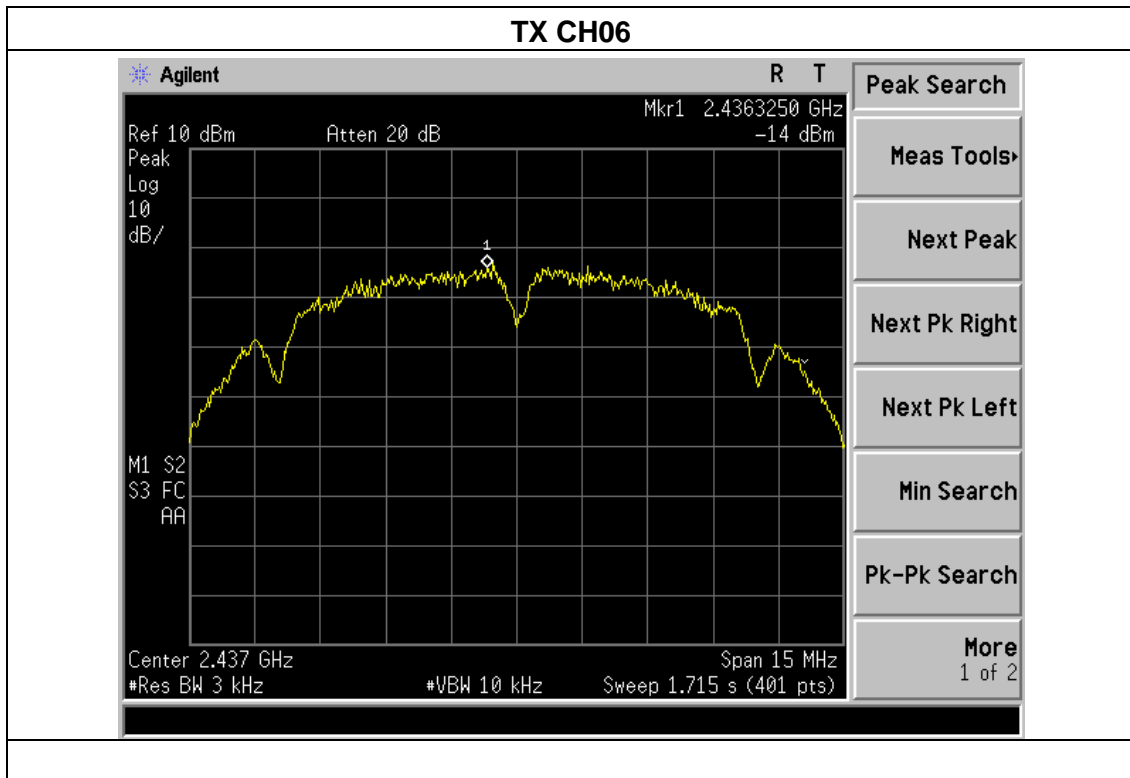 TX CH06
Agilent R T
Mkr1 2.4363250 GHz
Ref 10 dBm Atten 20 dB -14 dBm
Peak
Log
10
dB/
1
M1 S2
S3 FC
AA
Center 2.437 GHz Span 15 MHz
#Res BW 3 kHz #VBW 10 kHz Sweep 1.715 s (401 pts)
Peak Search
Meas Tools
Next Peak
Next Pk Right
Next Pk Left
Min Search
Pk-Pk Search
More
1 of 2